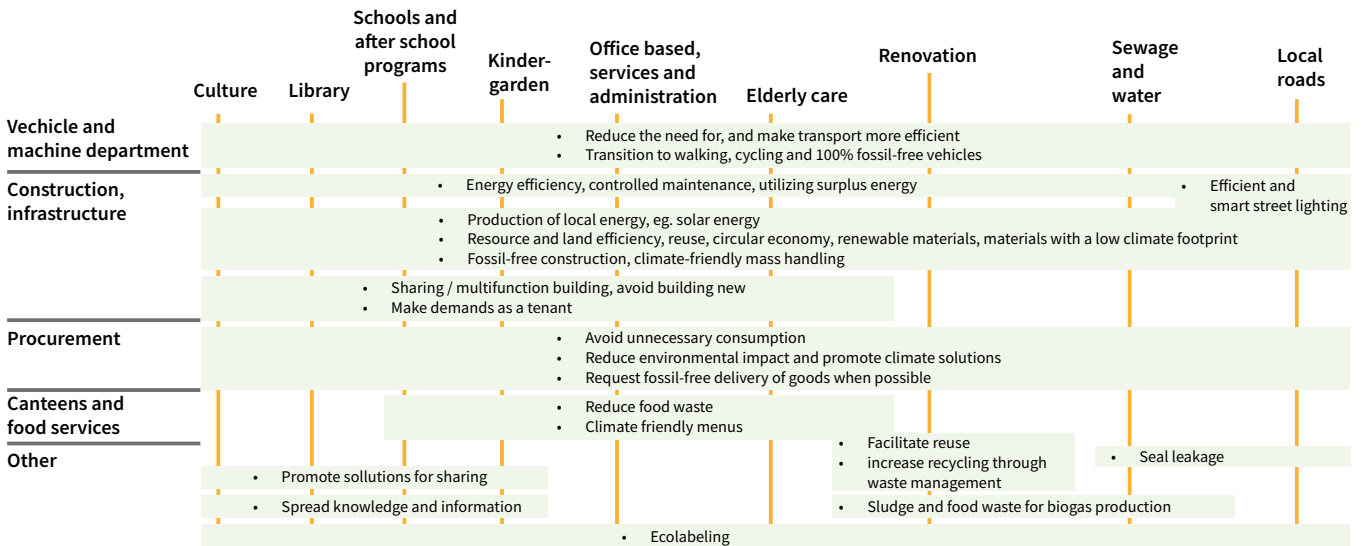 Culture
Library
Schools and
after school
programs
Kinder-
garden
Office based,
services and
administration
Elderly care
Renovation
Sewage
and
water
Local
roads
Vechicle and
machine department
• Reduce the need for, and make transport more efficient
• Transition to walking, cycling and 100% fossil-free vehicles
Construction,
infrastructure
• Energy efficiency, controlled maintenance, utilizing surplus energy
• Efficient and
smart street lighting
• Production of local energy, eg. solar energy
• Resource and land efficiency, reuse, circular economy, renewable materials, materials with a low climate footprint
• Fossil-free construction, climate-friendly mass handling
• Sharing / multifunction building, avoid building new
• Make demands as a tenant
Procurement
• Avoid unnecessary consumption
• Reduce environmental impact and promote climate solutions
• Request fossil-free delivery of goods when possible
Canteens and
food services
• Reduce food waste
• Climate friendly menus
Other
• Facilitate reuse
• increase recycling through
waste management
• Seal leakage
• Promote sollutions for sharing
• Spread knowledge and information
• Sludge and food waste for biogas production
• Ecolabeling